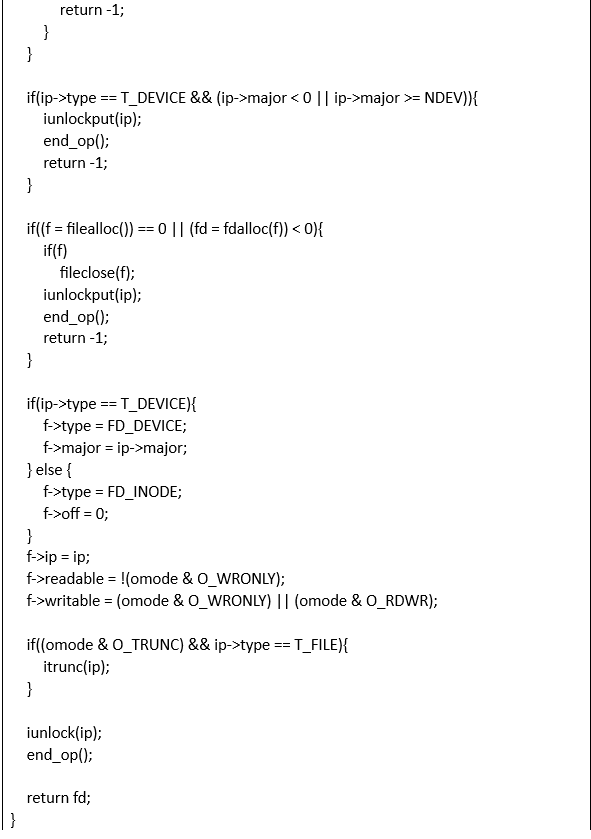 return -1;
}
}
if(ip->type == T_DEVICE && (ip->major < 0 || ip->major >= NDEV)){
iunlockput(ip);
end_op();
return -1;
}
if((f = filealloc()) == 0 || (fd = fdalloc(f)) < 0){
if(f)
fileclose(f);
iunlockput(ip);
end_op();
return -1;
}
if(ip->type == T_DEVICE){
f->type = FD_DEVICE;
f->major = ip->major;
} else {
f->type = FD_INODE;
f->off = 0;
}
f->ip = ip;
f->readable = !(omode & O_WRONLY);
f->writable = (omode & O_WRONLY) || (omode & O_RDWR);
if((omode & O_TRUNC) && ip->type == T_FILE){
itrunc(ip);
}
iunlock(ip);
end_op();
return fd;
}